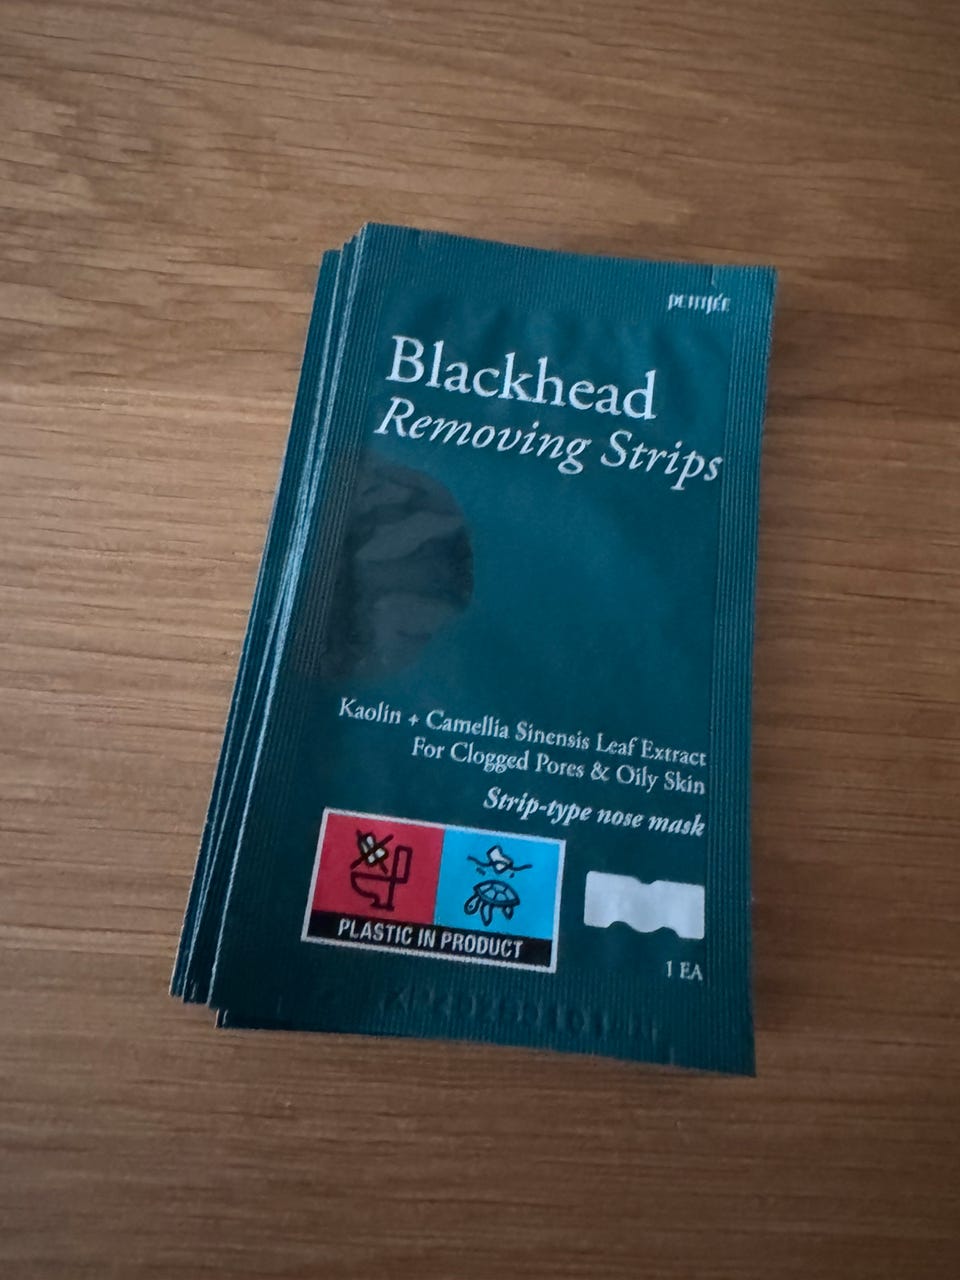 petitfée
Blackhead
Removing Strips
Kaolin + Camellia Sinensis Leaf Extract
For Clogged Pores & Oily Skin
Strip-type nose mask
PLASTIC IN PRODUCT
1 EA